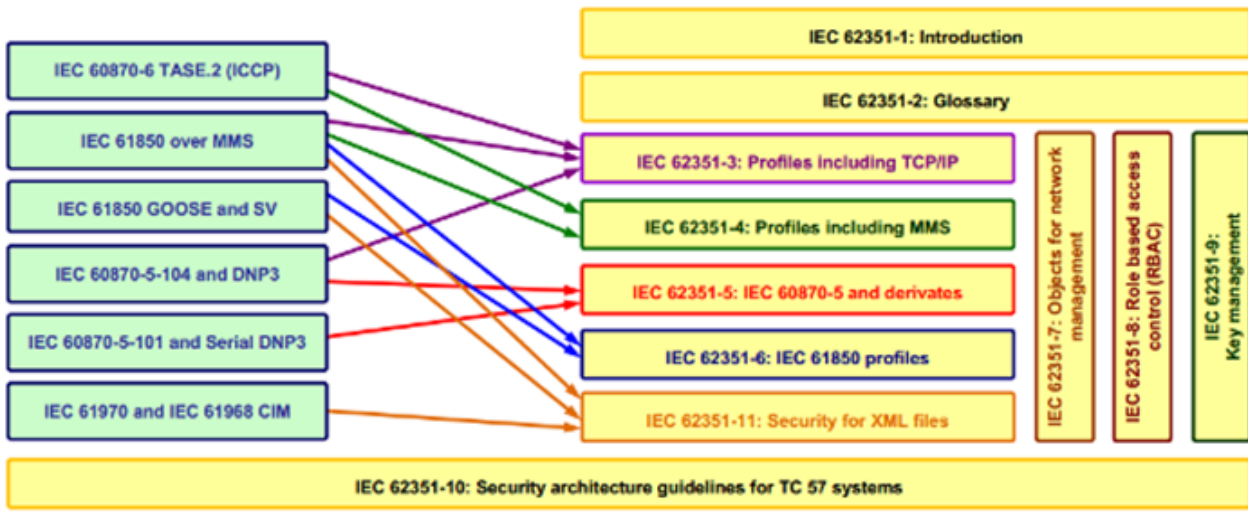 IEC 62351-1: Introduction
IEC 60870-6 TASE.2 (ICCP)
IEC 62351-2: Glossary
IEC 61850 over MMS
IEC 62351-3: Profiles including TCP/IP
IEC 61850 GOOSE and SV
IEC 62351-4: Profiles including MMS
IEC 60870-5-104 and DNP3
IEC 62351-5: IEC 60870-5 and derivates
IEC 60870-5-101 and Serial DNP3
IEC 62351-6: IEC 61850 profiles
IEC 61970 and IEC 61968 CIM
IEC 62351-11: Security for XML files
IEC 62351-7: Objects for network
management
IEC 62351-8: Role based access
control (RBAC)
IEC 62351-9:
Key management
IEC 62351-10: Security architecture guidelines for TC 57 systems